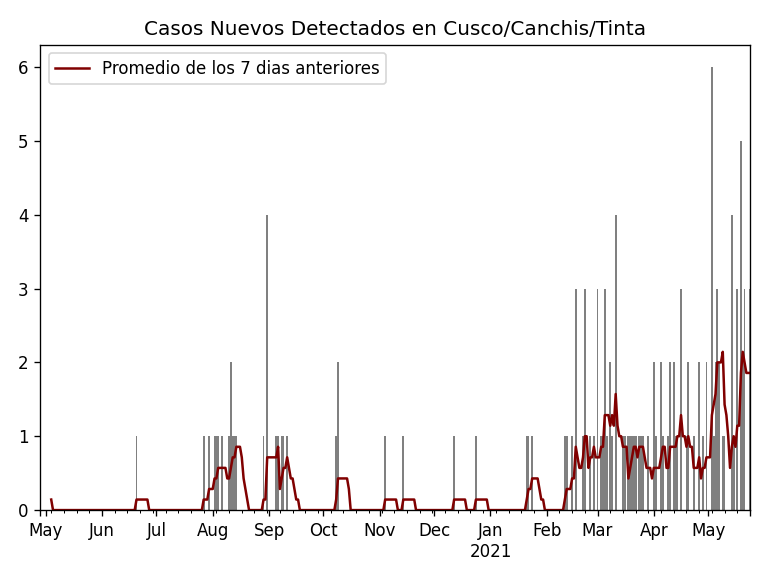 Casos Nuevos Detectados en Cusco/Canchis/Tinta
Promedio de los 7 dias anteriores
6
5
4
3
2
1
0
May Jun Jul Aug Sep Oct Nov Dec Jan Feb Mar Apr May
2021